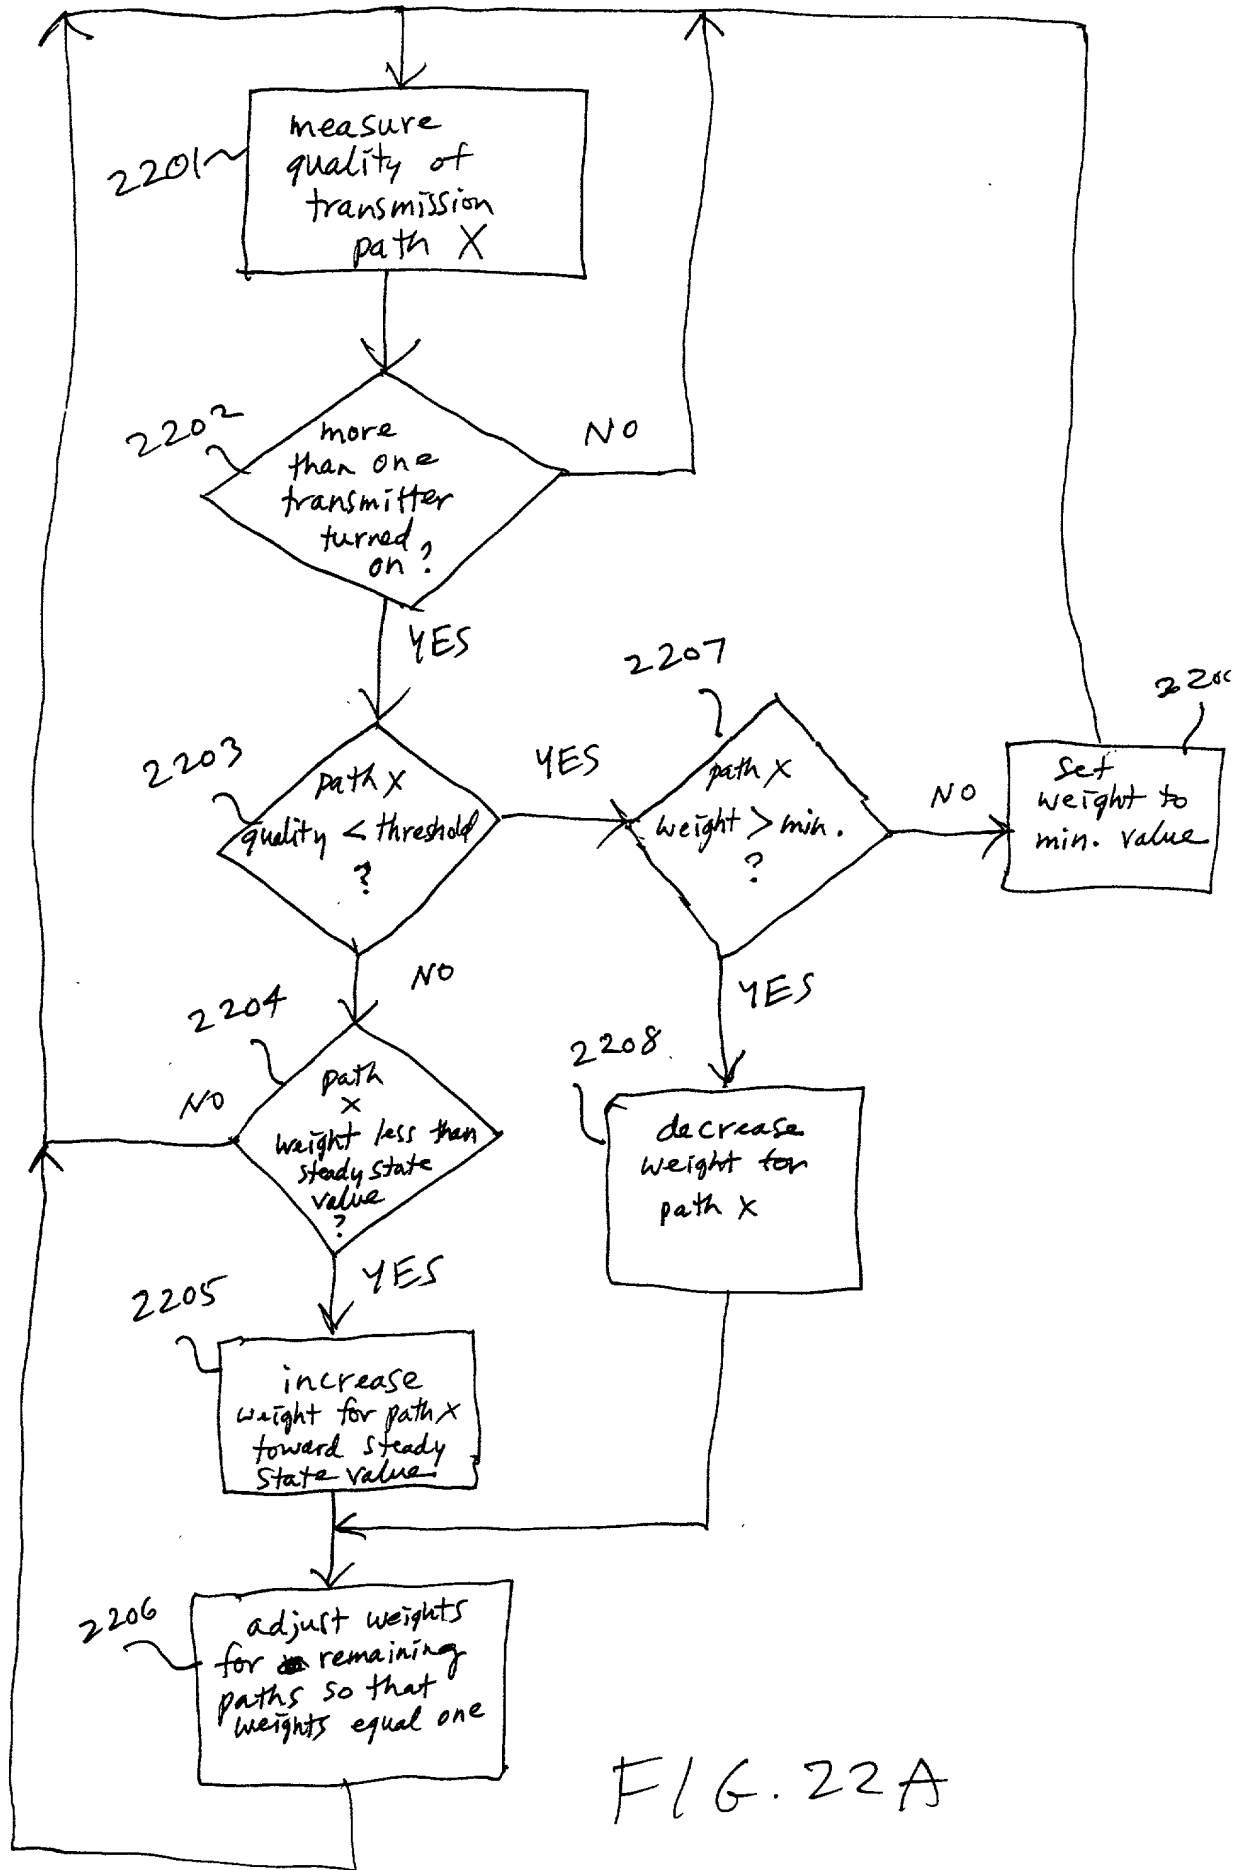 2201
measure
quality of
transmission
path X
2202
more
than one
transmitter
turned
on?
NO
YES
2203
path X
quality < threshold
?
YES
2207
path X
weight > min.
?
NO
set
weight to
min. value
NO
YES
2204
path
X
weight less than
steady state
value
?
NO
YES
2208
decrease
weight for
path X
2205
increase
weight for path X
toward steady
state value.
2206
adjust weights
for remaining
paths so that
weights equal one
FIG. 22A